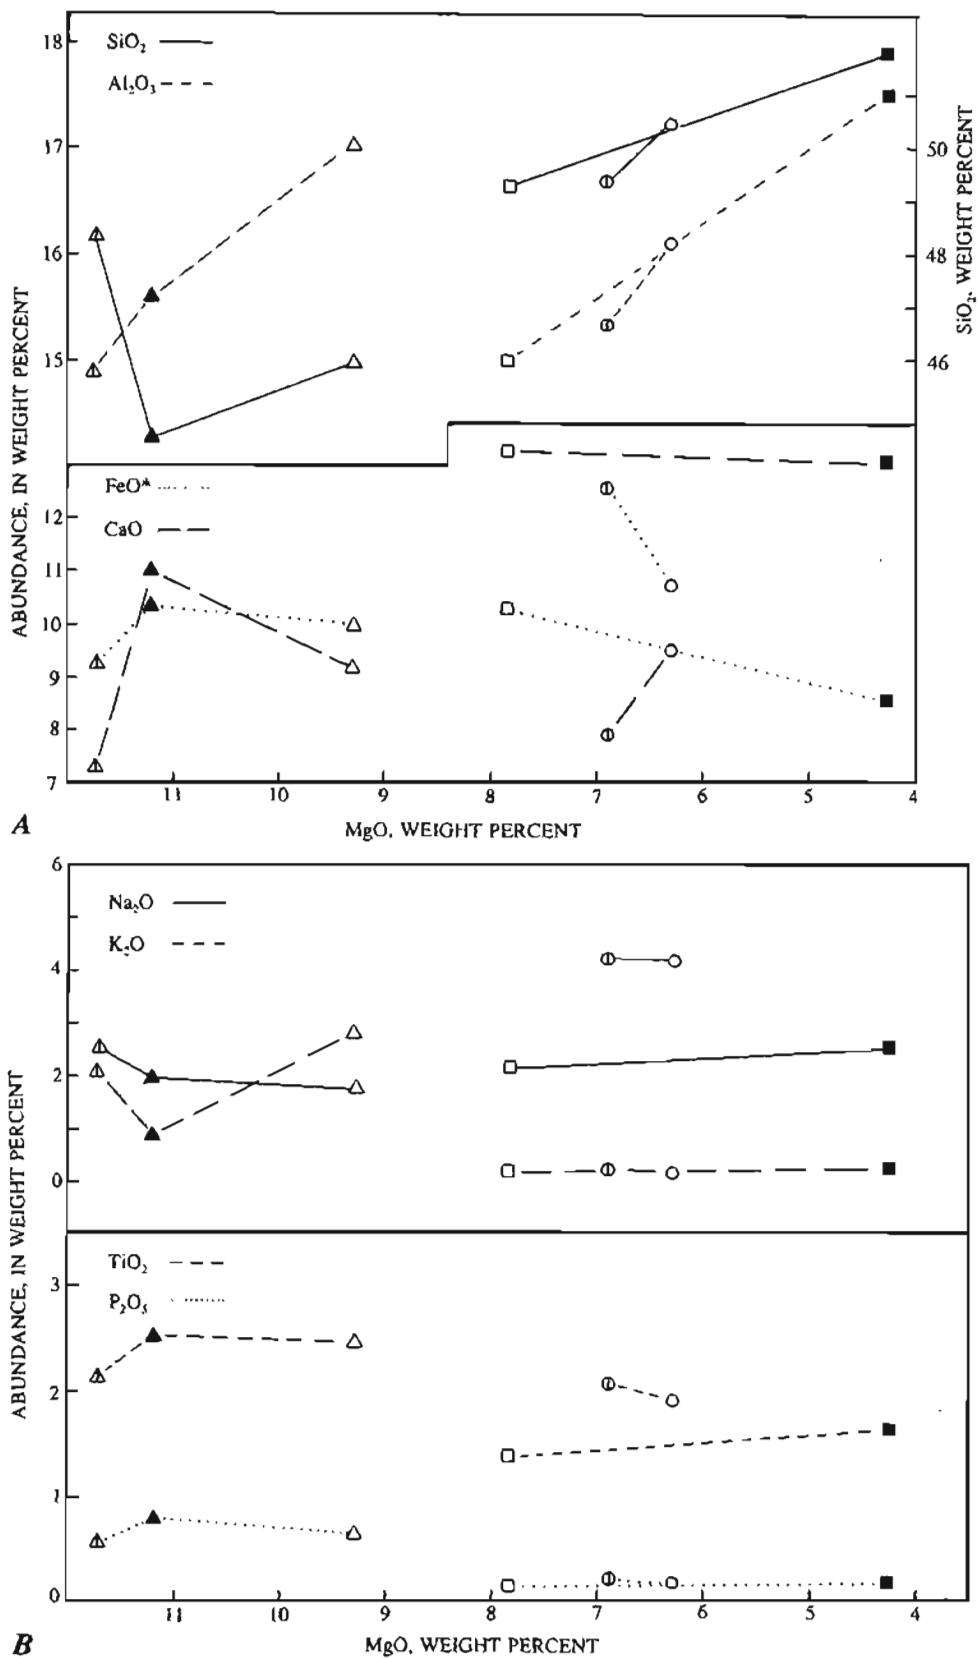 SiO₂
Al₂O₃
18
17
16
15
50
48
46
SiO₂, WEIGHT PERCENT
ABUNDANCE, IN WEIGHT PERCENT
FeO*
CaO
12
11
10
9
8
7
11 10 9 8 7 6 5 4
A
MgO, WEIGHT PERCENT
6
Na₂O
K₂O
4
2
0
ABUNDANCE, IN WEIGHT PERCENT
TiO₂
P₂O₅
3
2
1
0
11 10 9 8 7 6 5 4
B
MgO, WEIGHT PERCENT